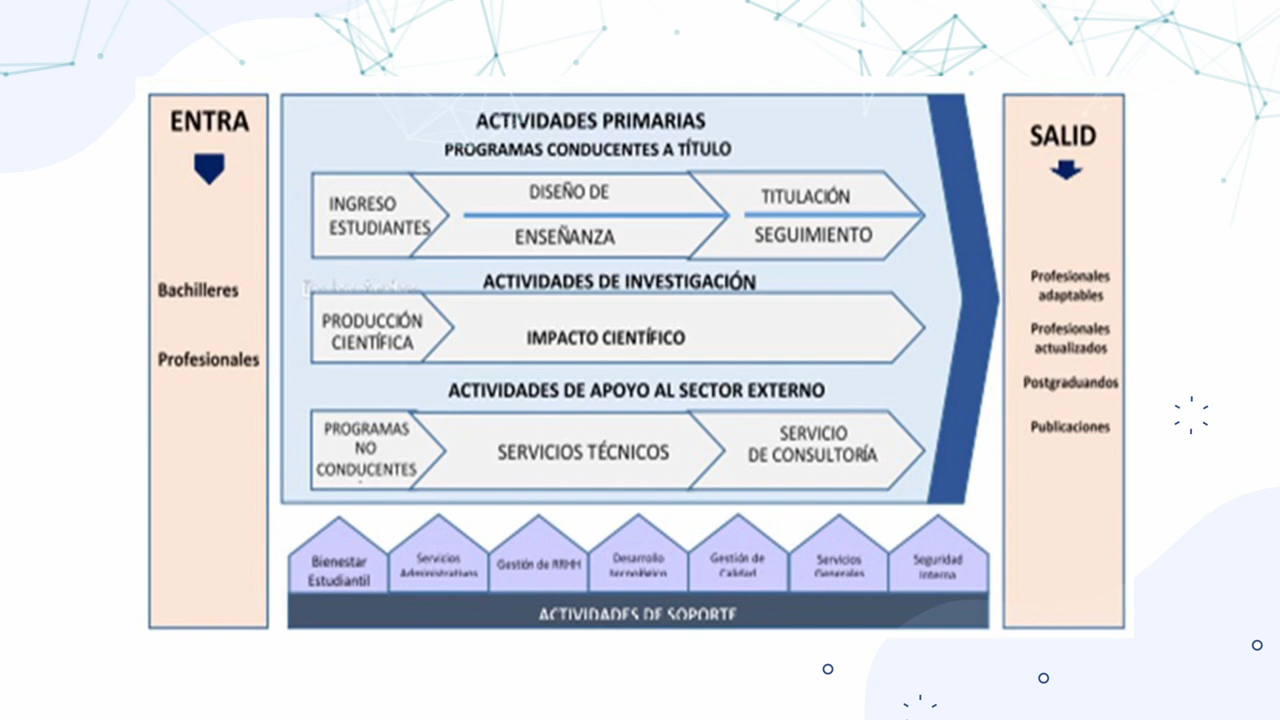 ENTRA
Bachilleres
Profesionales
ACTIVIDADES PRIMARIAS
PROGRAMAS CONDUCENTES A TÍTULO
INGRESO
ESTUDIANTES
DISEÑO DE
ENSEÑANZA
TITULACIÓN
SEGUIMIENTO
ACTIVIDADES DE INVESTIGACIÓN
PRODUCCIÓN
CIENTÍFICA
IMPACTO CIENTÍFICO
ACTIVIDADES DE APOYO AL SECTOR EXTERNO
PROGRAMAS
NO
CONDUCENTES
SERVICIOS TÉCNICOS
SERVICIO
DE CONSULTORÍA
Bienestar
Estudiantil
Servicios
Administrativos
Gestión de RRHH
Desarrollo
tecnológico
Gestión de
Calidad
Servicios
Generales
Seguridad
Interna
ACTIVIDADES DE SOPORTE
SALID
Profesionales
adaptables
Profesionales
actualizados
Postgraduandos
Publicaciones